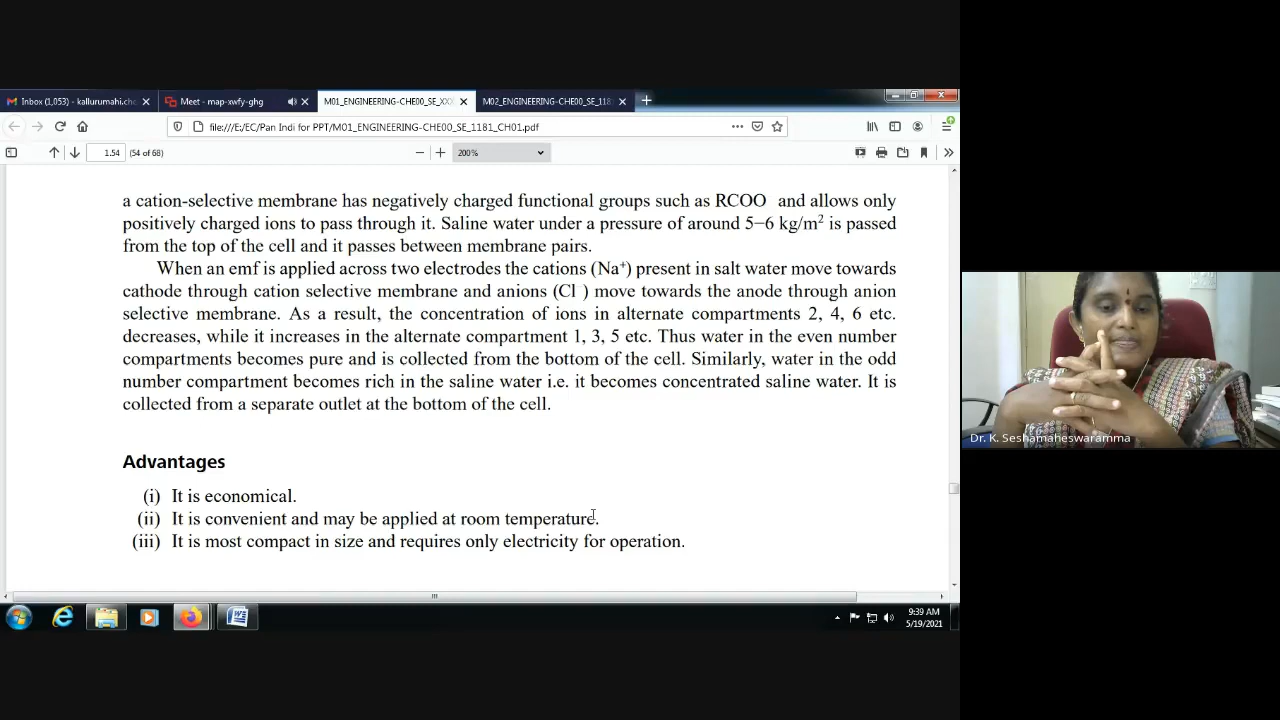 Inbox (1,053) - kallurumahi.che
Meet - map-xwfy-ghg
M01_ENGINEERING-CHE00_SE_XXX
M02_ENGINEERING-CHE00_SE_118
file:///E:/EC/Pan Indi for PPT/M01_ENGINEERING-CHE00_SE_1181_CH01.pdf
1.54 (54 of 68)
200%
a cation-selective membrane has negatively charged functional groups such as RCOO and allows only
positively charged ions to pass through it. Saline water under a pressure of around 5−6 kg/m² is passed
from the top of the cell and it passes between membrane pairs.
When an emf is applied across two electrodes the cations (Na⁺) present in salt water move towards
cathode through cation selective membrane and anions (Cl⁻) move towards the anode through anion
selective membrane. As a result, the concentration of ions in alternate compartments 2, 4, 6 etc.
decreases, while it increases in the alternate compartment 1, 3, 5 etc. Thus water in the even number
compartments becomes pure and is collected from the bottom of the cell. Similarly, water in the odd
number compartment becomes rich in the saline water i.e. it becomes concentrated saline water. It is
collected from a separate outlet at the bottom of the cell.
Advantages
(i) It is economical.
(ii) It is convenient and may be applied at room temperature.
(iii) It is most compact in size and requires only electricity for operation.
Dr. K. Seshamaheswaramma
9:39 AM
5/19/2021